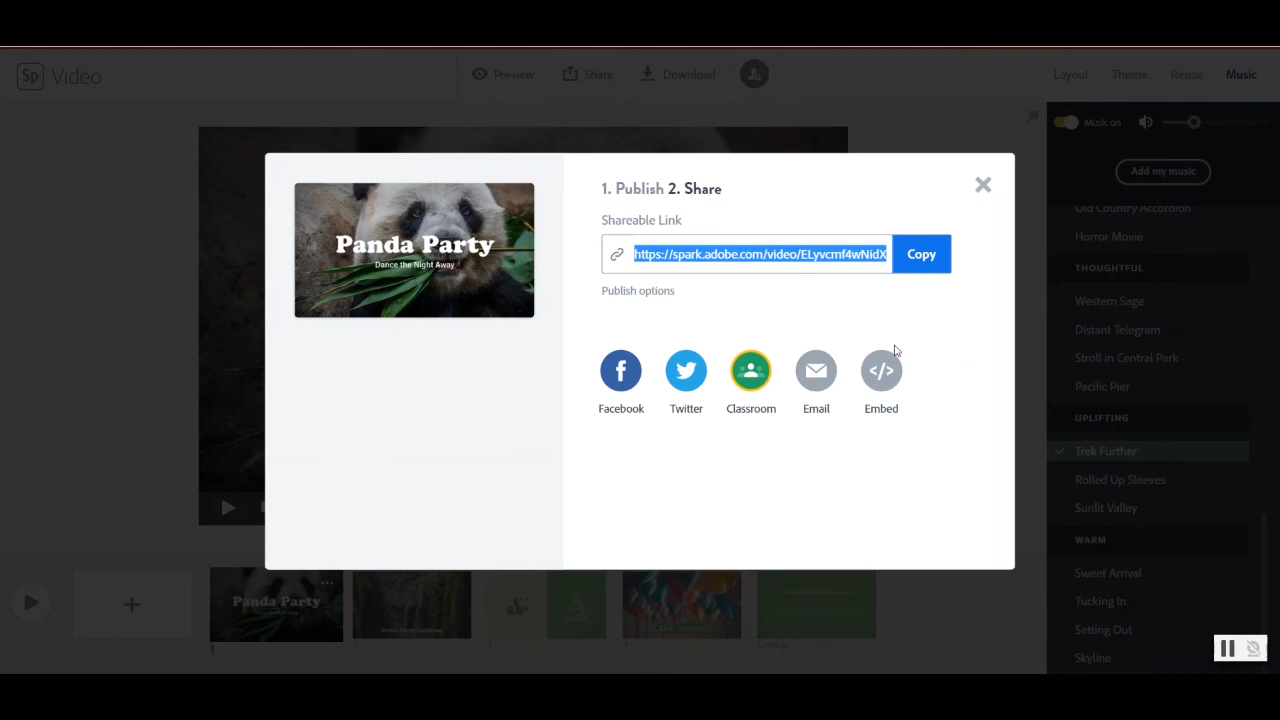 Sp Video
Preview
Share
Download
Layout
Theme
Resize
Music
Music on
Add my music
Old Country Accordion
Horror Movie
THOUGHTFUL
Western Sage
Distant Telegram
Stroll in Central Park
Pacific Pier
UPLIFTING
Trek Further
Rolled Up Sleeves
Sunlit Valley
WARM
Sweet Arrival
Tucking In
Setting Out
Skyline
Panda Party
Dance the Night Away
1. Publish 2. Share
Shareable Link
https://spark.adobe.com/video/ELyvcmf4wNidX
Copy
Publish options
Facebook
Twitter
Classroom
Email
Embed
Panda Party
1
Credits